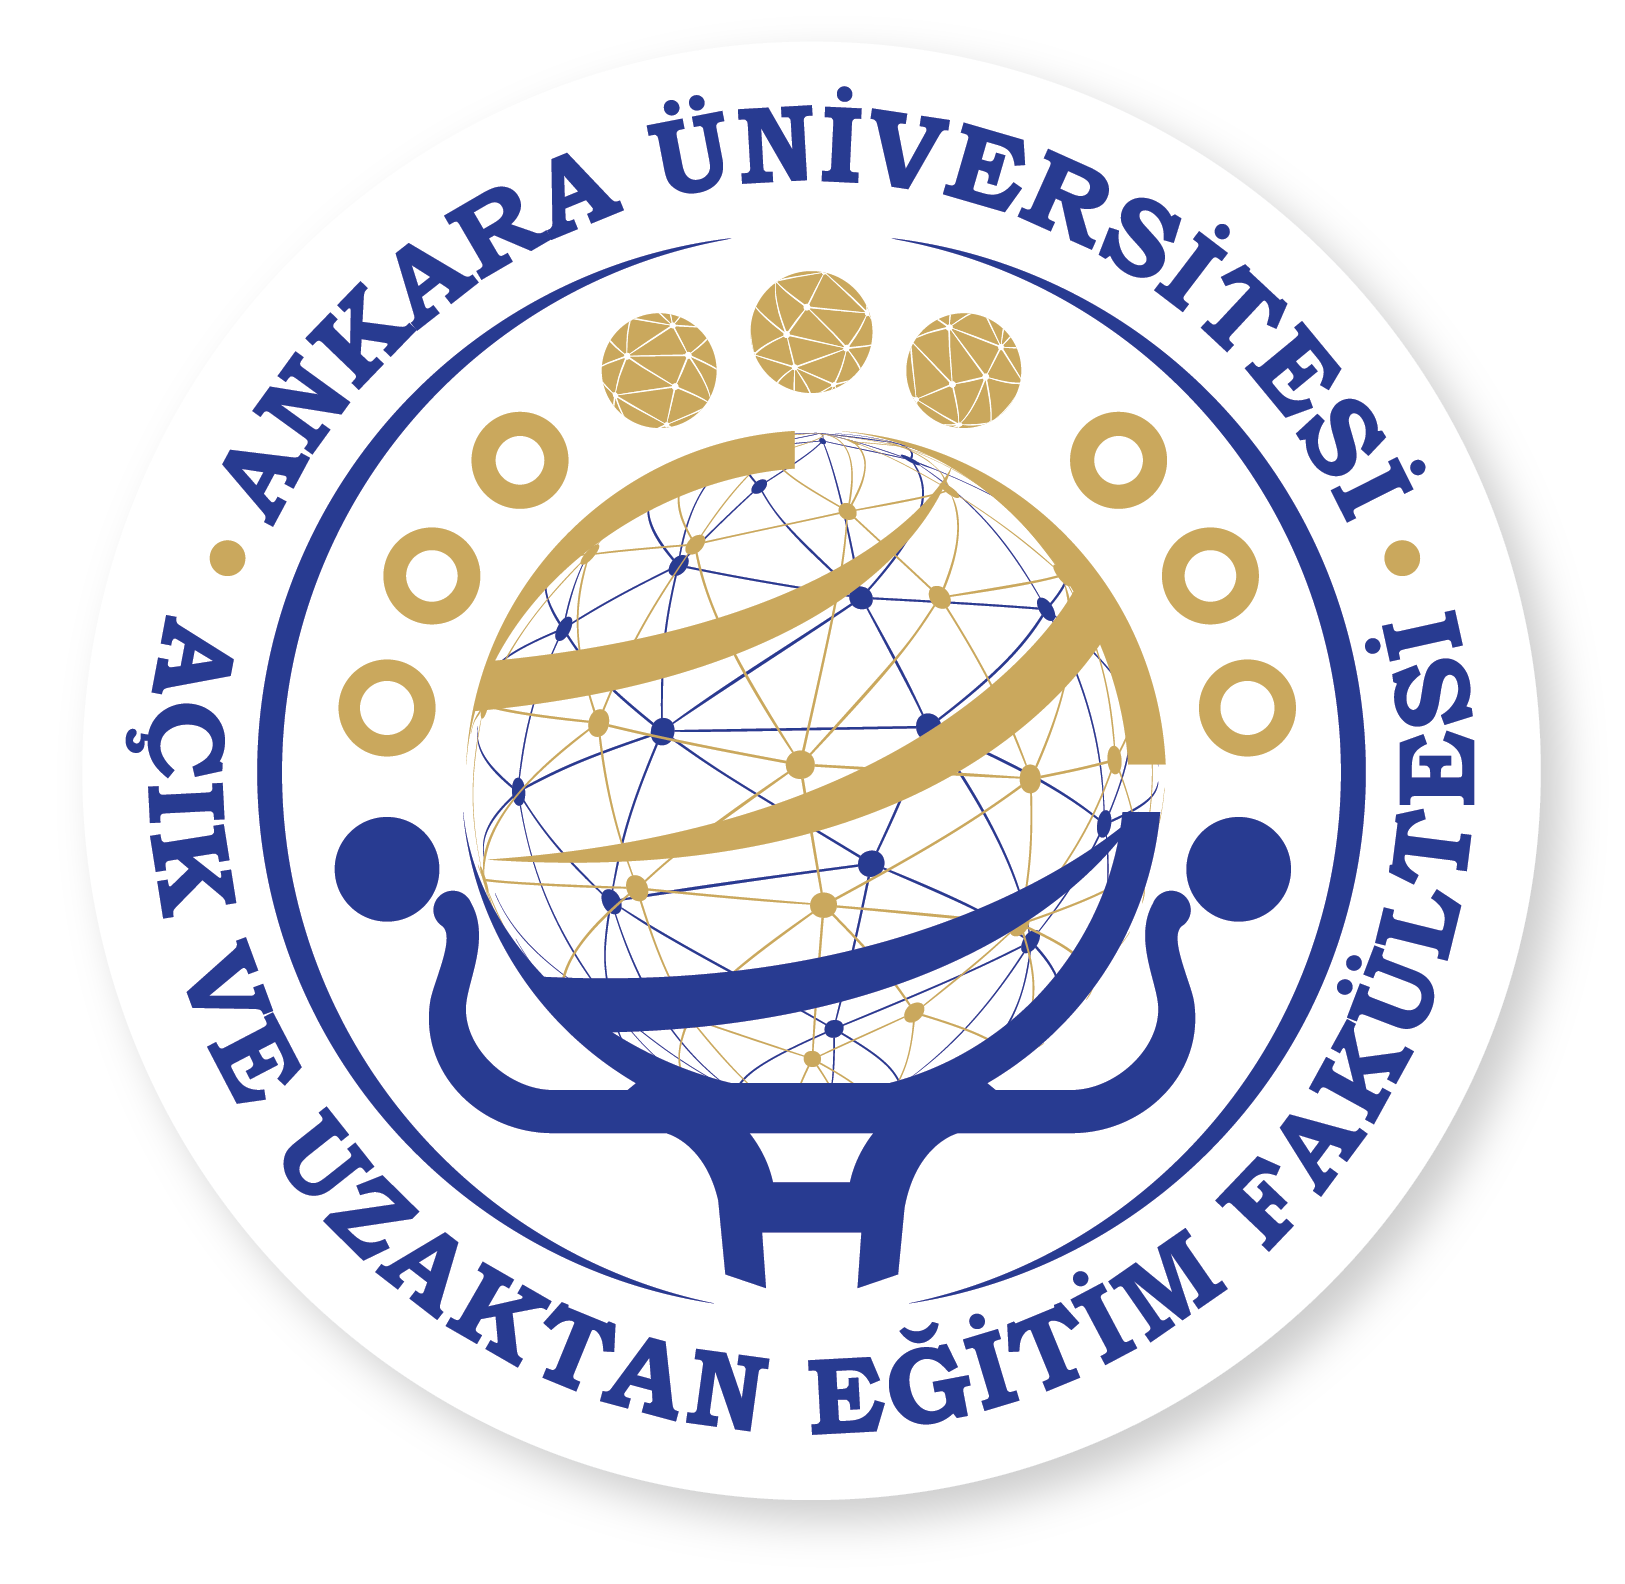 ANKARA ÜNİVERSİTESİ
AÇIK VE UZAKTAN EĞİTİM FAKÜLTESİ